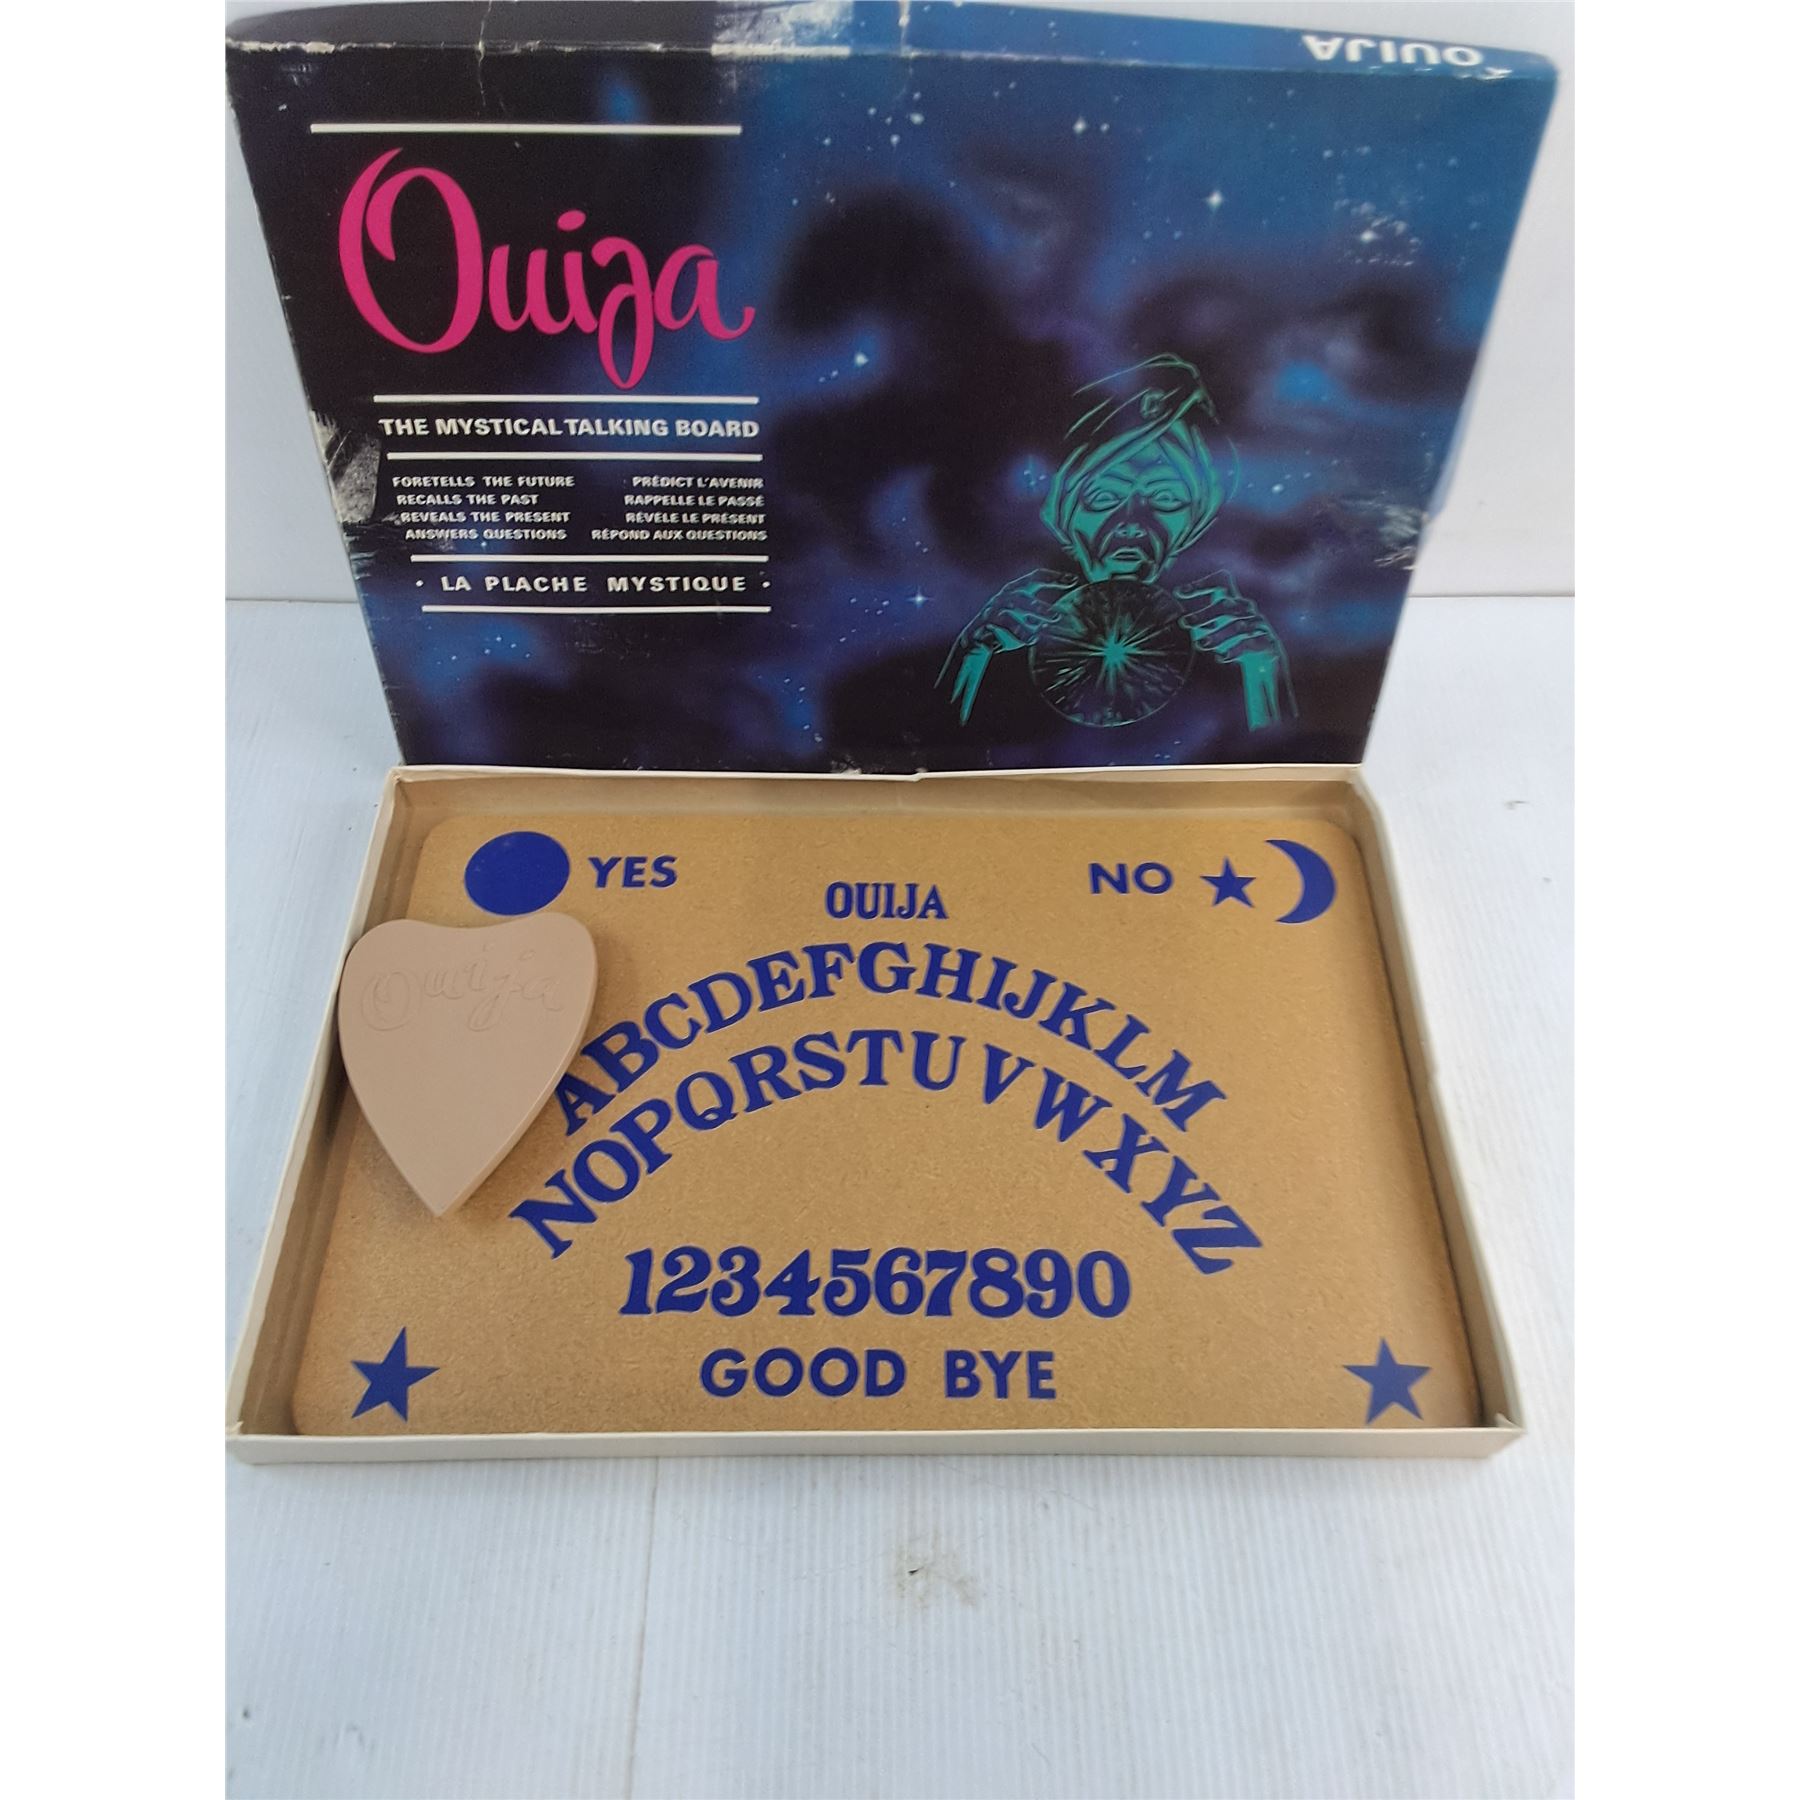 OUIJA
Ouija
THE MYSTICAL TALKING BOARD
FORETELLS THE FUTURE
RECALLS THE PAST
REVEALS THE PRESENT
ANSWERS QUESTIONS
PRÉDICT L'AVENIR
RAPPELLE LE PASSÉ
RÉVÈLE LE PRÉSENT
RÉPOND AUX QUESTIONS
· LA PLACHE MYSTIQUE ·
YES
NO
OUIJA
Ouija
ABCDEFGHIJKLM
NOPQRSTUVWXYZ
1234567890
GOOD BYE